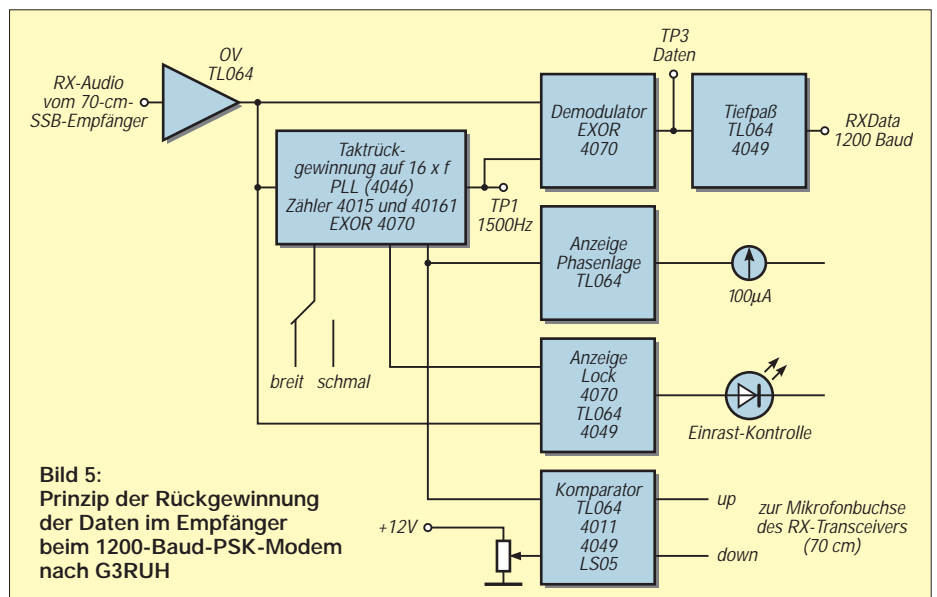 OV
TL064
RX-Audio
vom 70-cm-
SSB-Empfänger
TP3
Daten
Demodulator
EXOR
4070
Tiefpaß
TL064
4049
RXData
1200 Baud
Taktrück-
gewinnung auf 16 x f
PLL (4046)
Zähler 4015 und 40161
EXOR 4070
TP1
1500Hz
Anzeige
Phasenlage
TL064
100µA
breit
schmal
Anzeige
Lock
4070
TL064
4049
Einrast-Kontrolle
Bild 5:
Prinzip der Rückgewinnung
der Daten im Empfänger
beim 1200-Baud-PSK-Modem
nach G3RUH
+12V
Komparator
TL064
4011
4049
LS05
up
down
zur Mikrofonbuchse
des RX-Transceivers
(70 cm)